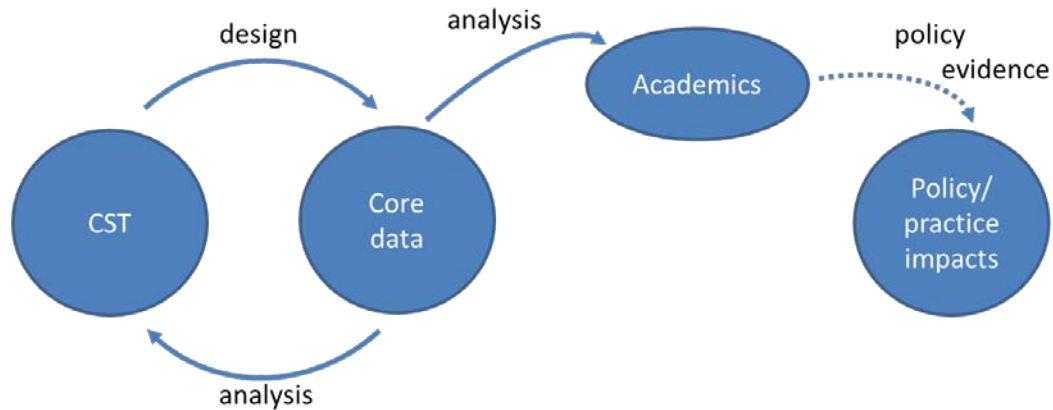 design
analysis
Academics
policy
evidence
CST
Core
data
Policy/
practice
impacts
analysis